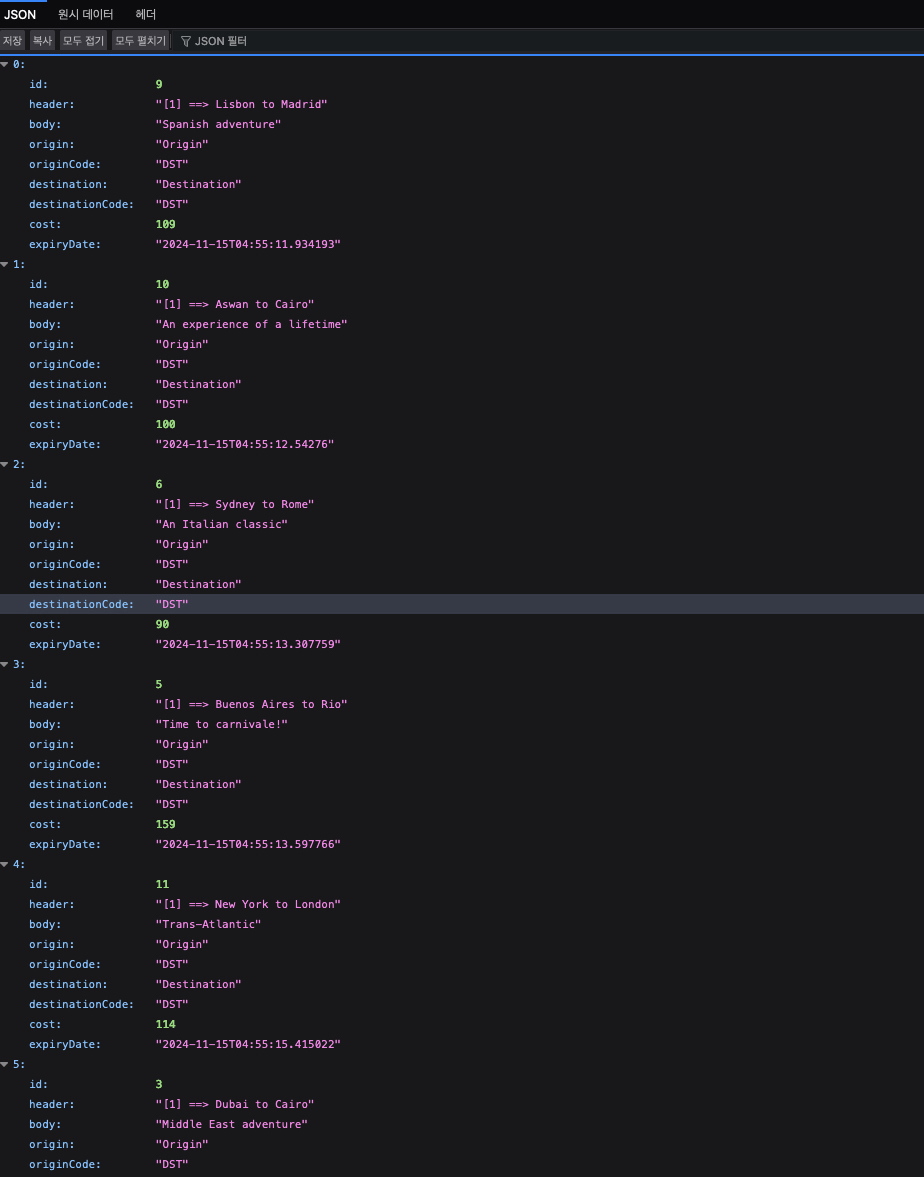 JSON 원시 데이터 헤더
저장 복사 모두 접기 모두 펼치기 JSON 필터
0:
id: 9
header: "[1] ==> Lisbon to Madrid"
body: "Spanish adventure"
origin: "Origin"
originCode: "DST"
destination: "Destination"
destinationCode: "DST"
cost: 109
expiryDate: "2024-11-15T04:55:11.934193"
1:
id: 10
header: "[1] ==> Aswan to Cairo"
body: "An experience of a lifetime"
origin: "Origin"
originCode: "DST"
destination: "Destination"
destinationCode: "DST"
cost: 100
expiryDate: "2024-11-15T04:55:12.54276"
2:
id: 6
header: "[1] ==> Sydney to Rome"
body: "An Italian classic"
origin: "Origin"
originCode: "DST"
destination: "Destination"
destinationCode: "DST"
cost: 90
expiryDate: "2024-11-15T04:55:13.307759"
3:
id: 5
header: "[1] ==> Buenos Aires to Rio"
body: "Time to carnivale!"
origin: "Origin"
originCode: "DST"
destination: "Destination"
destinationCode: "DST"
cost: 159
expiryDate: "2024-11-15T04:55:13.597766"
4:
id: 11
header: "[1] ==> New York to London"
body: "Trans-Atlantic"
origin: "Origin"
originCode: "DST"
destination: "Destination"
destinationCode: "DST"
cost: 114
expiryDate: "2024-11-15T04:55:15.415022"
5:
id: 3
header: "[1] ==> Dubai to Cairo"
body: "Middle East adventure"
origin: "Origin"
originCode: "DST"